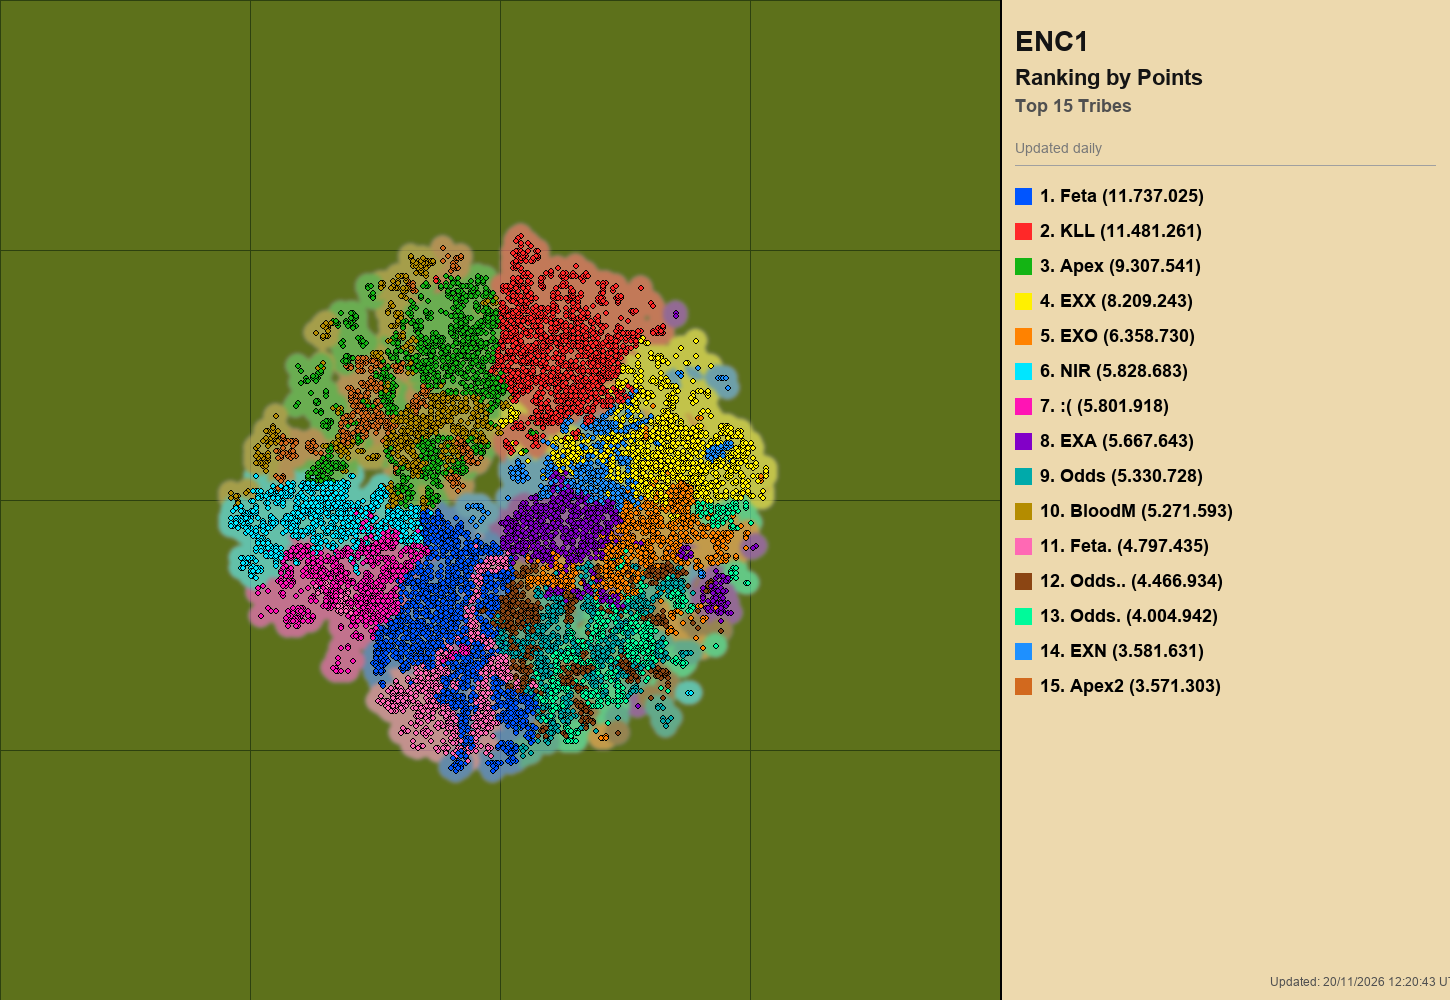 ENC1
Ranking by Points
Top 15 Tribes
Updated daily
1. Feta (11.737.025)
2. KLL (11.481.261)
3. Apex (9.307.541)
4. EXX (8.209.243)
5. EXO (6.358.730)
6. NIR (5.828.683)
7. :( (5.801.918)
8. EXA (5.667.643)
9. Odds (5.330.728)
10. BloodM (5.271.593)
11. Feta. (4.797.435)
12. Odds.. (4.466.934)
13. Odds. (4.004.942)
14. EXN (3.581.631)
15. Apex2 (3.571.303)
Updated: 20/11/2026 12:20:43 U